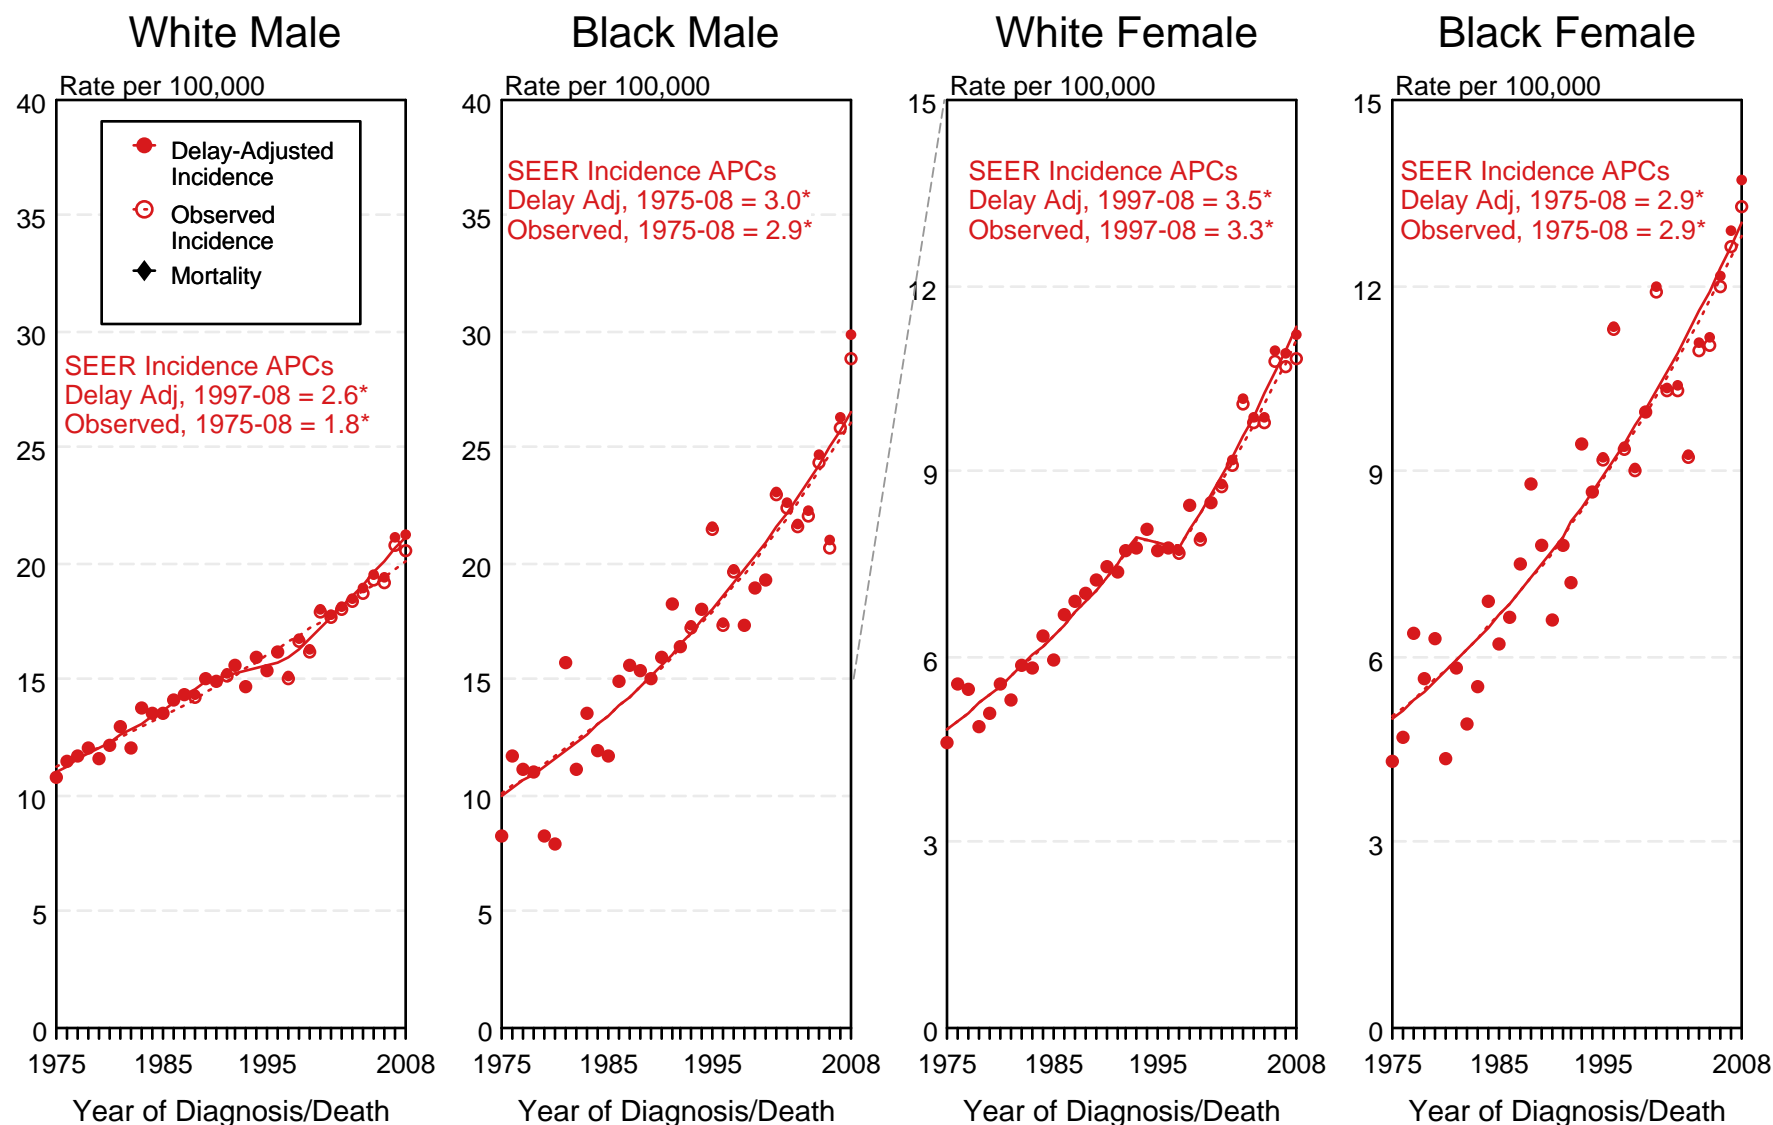 White Male
Rate per 100,000
40
35
30
25
20
15
10
5
0
Delay-Adjusted
Incidence
Observed
Incidence
Mortality
SEER Incidence APCs
Delay Adj, 1997-08 = 2.6*
Observed, 1975-08 = 1.8*
1975 1985 1995 2008
Year of Diagnosis/Death
Black Male
Rate per 100,000
40
35
30
25
20
15
10
5
0
SEER Incidence APCs
Delay Adj, 1975-08 = 3.0*
Observed, 1975-08 = 2.9*
1975 1985 1995 2008
Year of Diagnosis/Death
White Female
Rate per 100,000
15
12
9
6
3
0
SEER Incidence APCs
Delay Adj, 1997-08 = 3.5*
Observed, 1997-08 = 3.3*
1975 1985 1995 2008
Year of Diagnosis/Death
Black Female
Rate per 100,000
15
12
9
6
3
0
SEER Incidence APCs
Delay Adj, 1975-08 = 2.9*
Observed, 1975-08 = 2.9*
1975 1985 1995 2008
Year of Diagnosis/Death